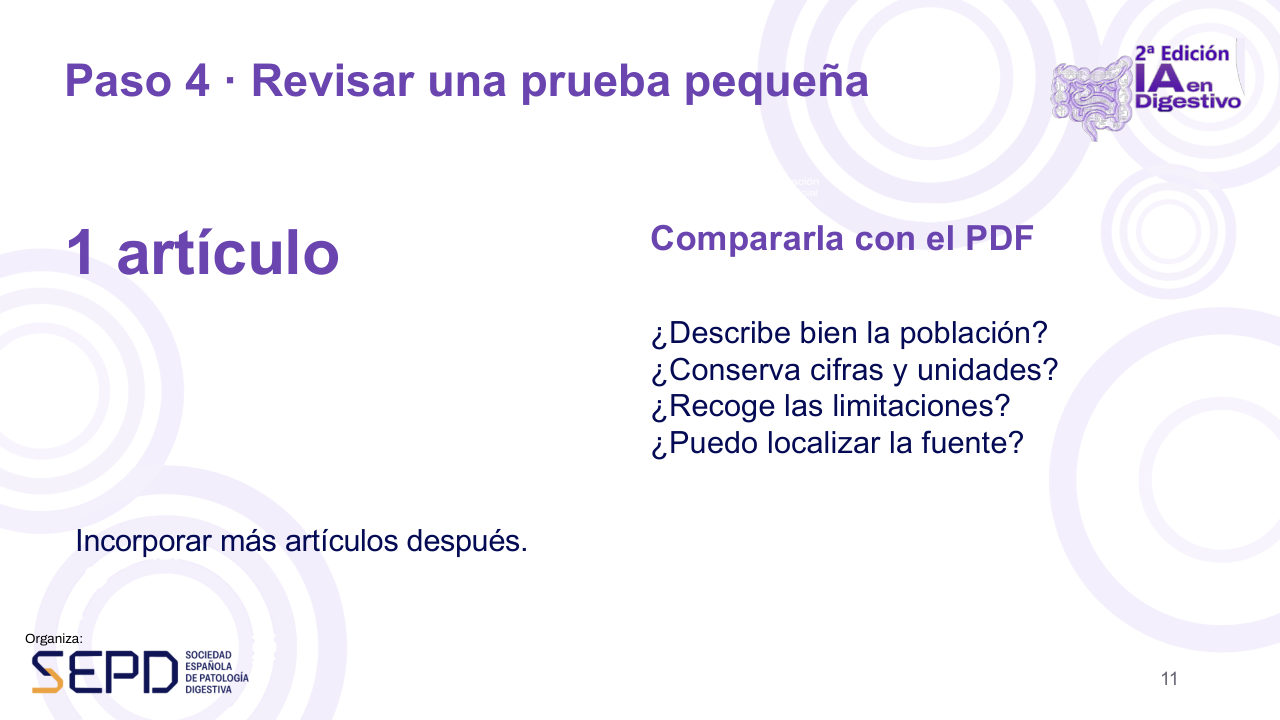 Paso 4 · Revisar una prueba pequeña
2ª Edición
IA en
Digestivo
1 artículo
Compararla con el PDF
¿Describe bien la población?
¿Conserva cifras y unidades?
¿Recoge las limitaciones?
¿Puedo localizar la fuente?
Incorporar más artículos después.
Organiza:
SEPD
SOCIEDAD
ESPAÑOLA
DE PATOLOGÍA
DIGESTIVA
11